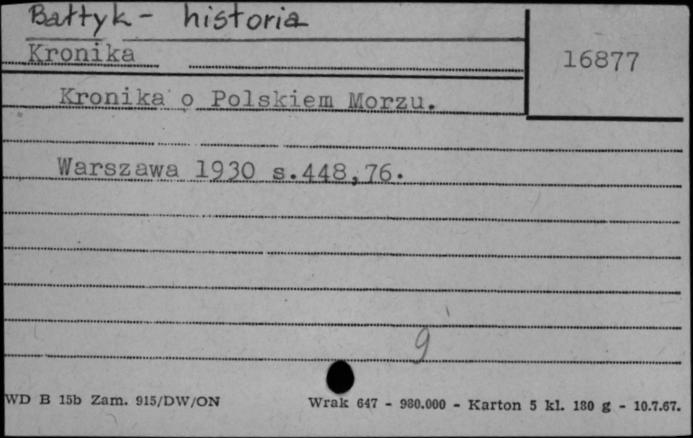 Bałtyk - historia
Kronika
16877
Kronika o Polskiem Morzu.
Warszawa 1930 s.448,76.
9
WD B 15b Zam. 915/DW/ON
Wrak 647 - 980.000 - Karton 5 kl. 180 g - 10.7.67.